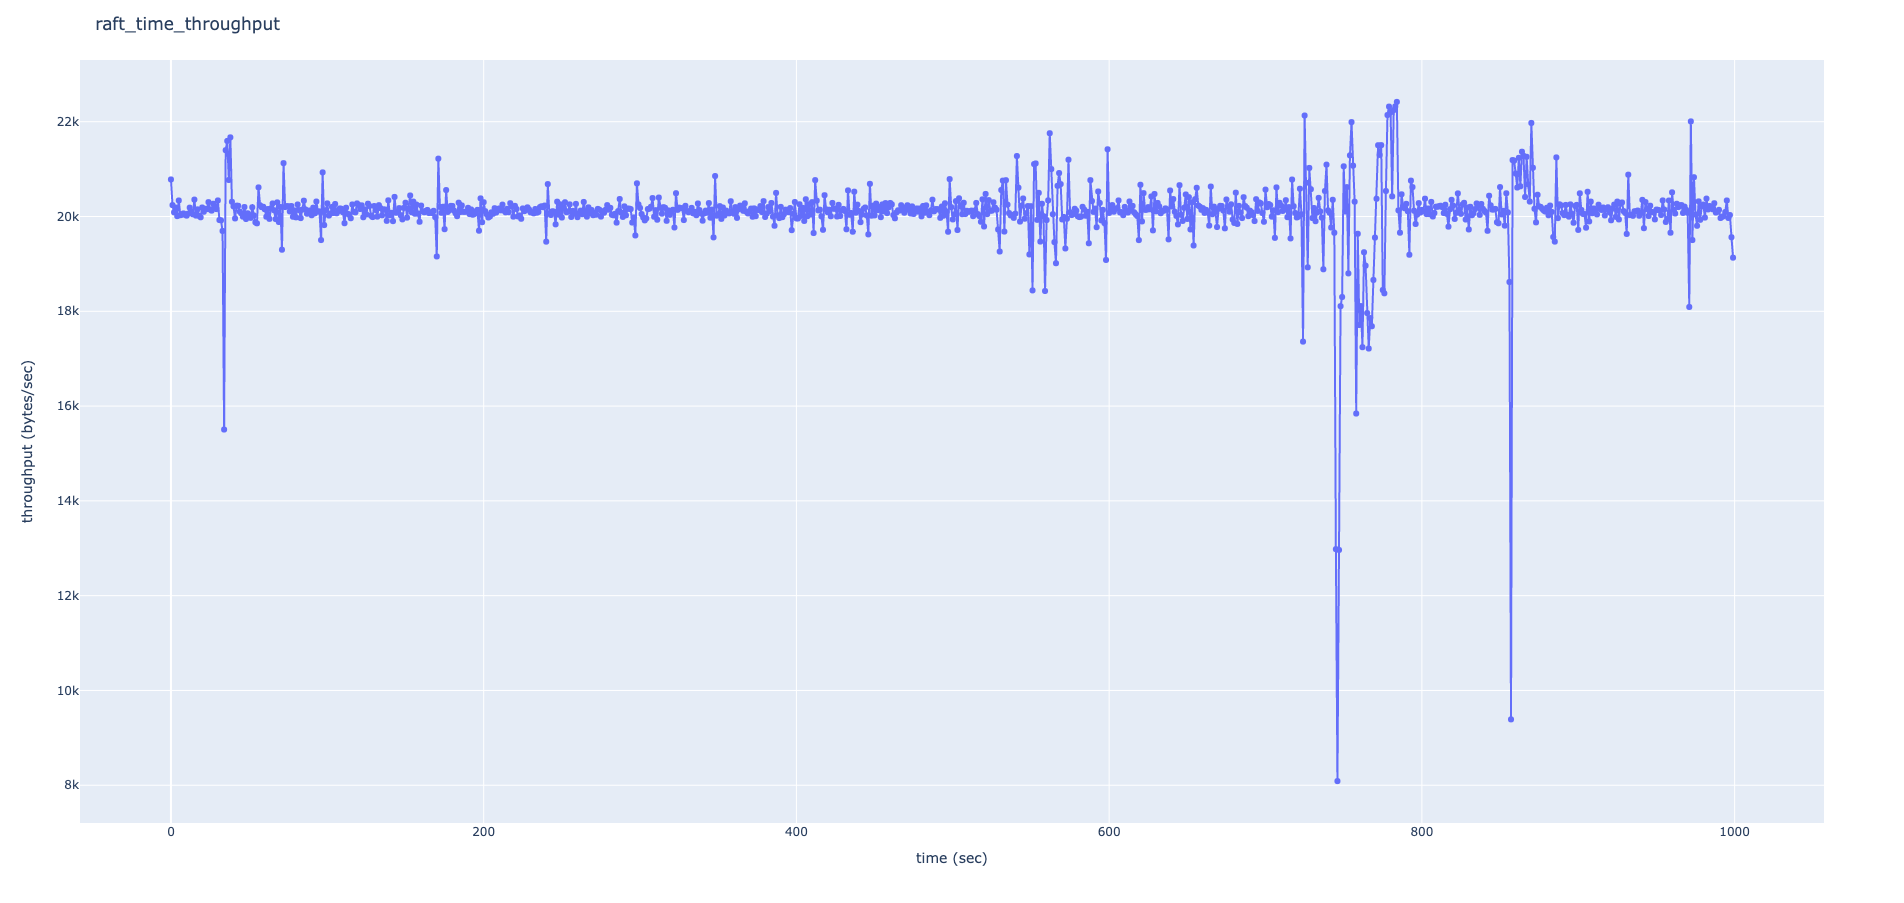 raft_time_throughput
throughput (bytes/sec)
22k
20k
18k
16k
14k
12k
10k
8k
0
200
400
600
800
1000
time (sec)